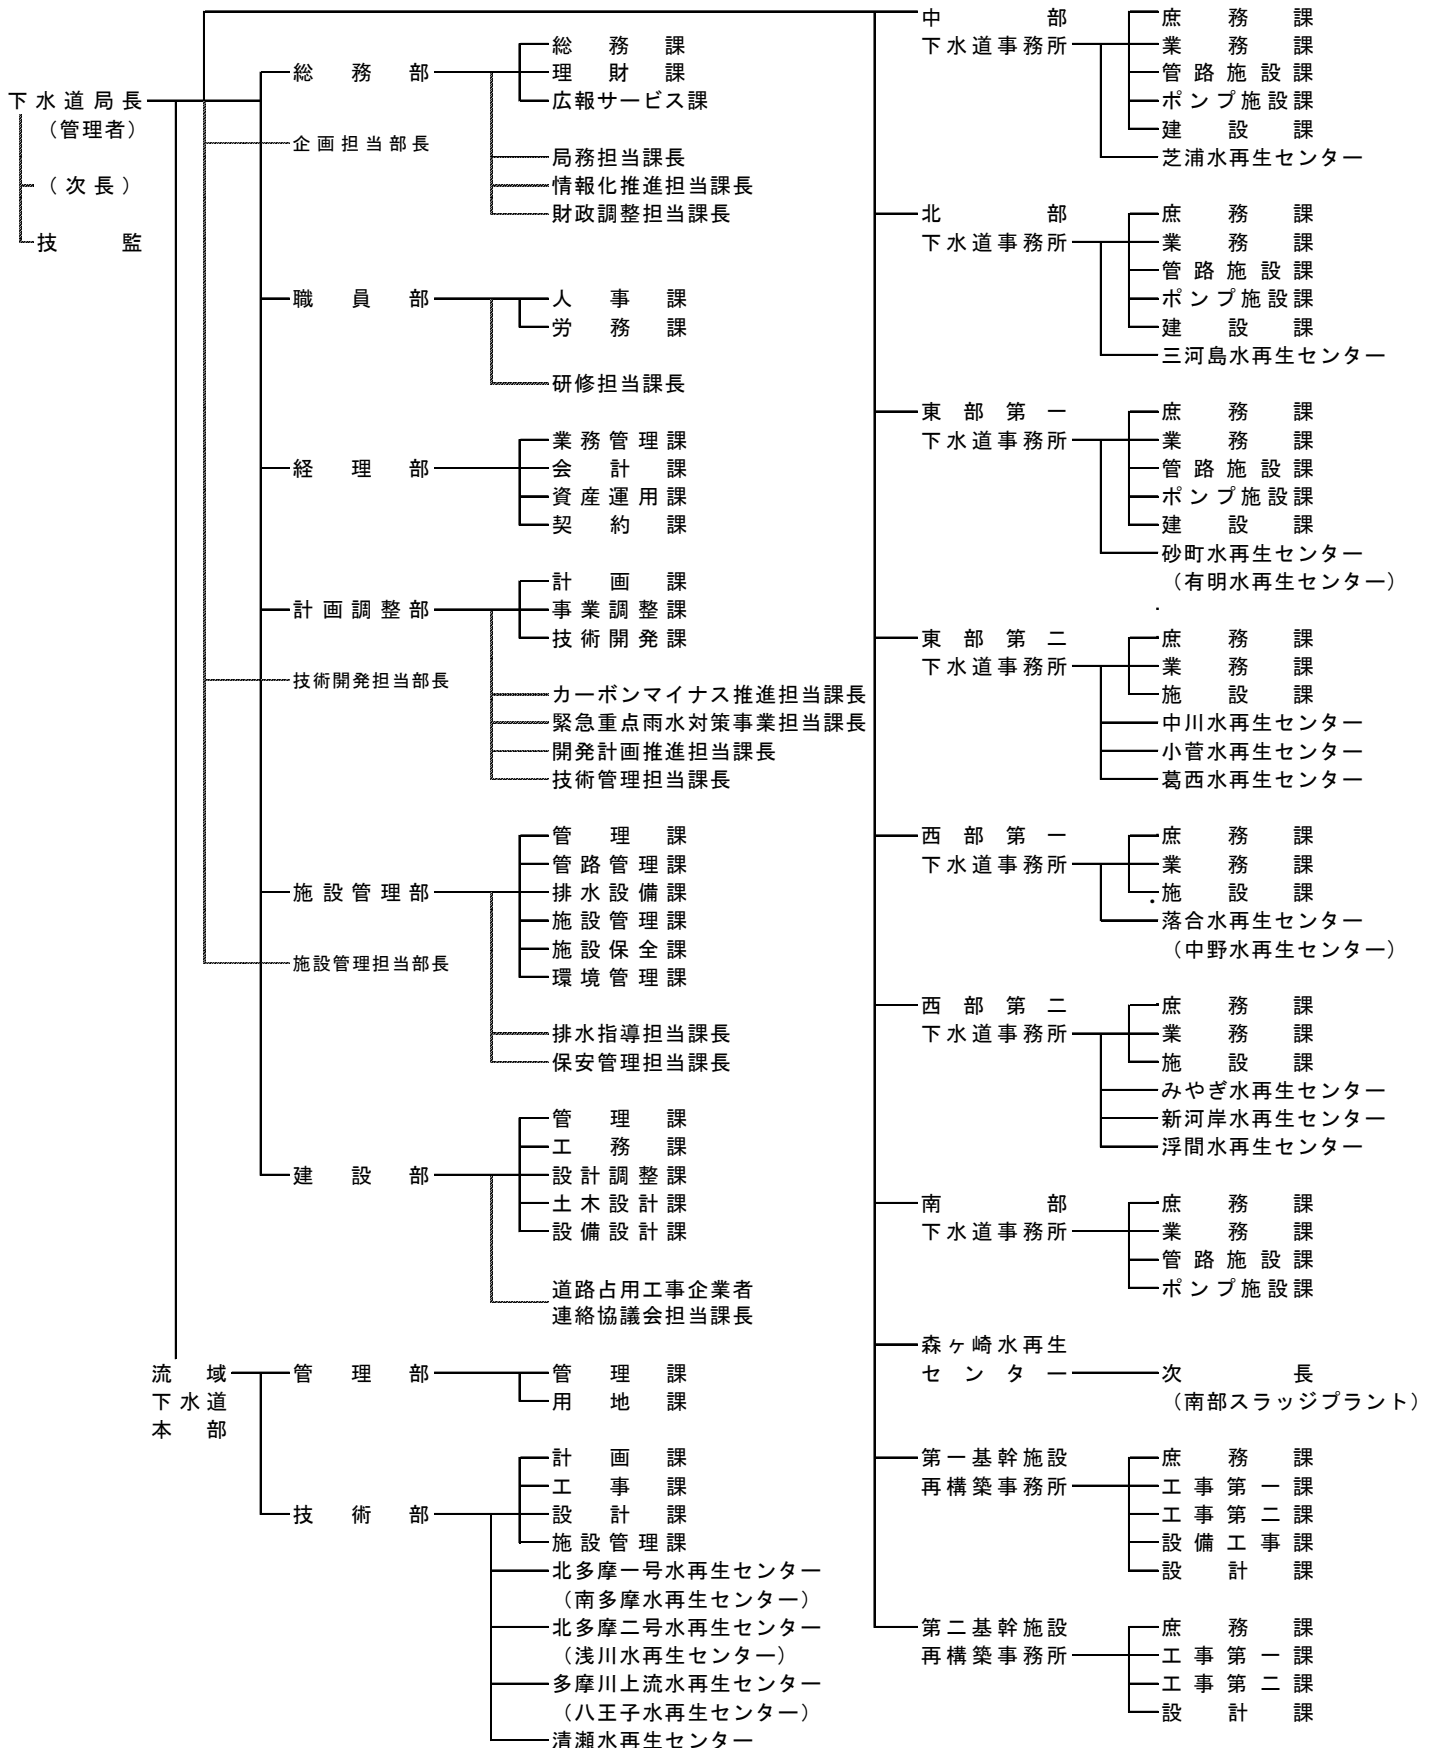 下水道局長
（管理者）
（次長）
技監
総務部
総務課
理財課
広報サービス課
企画担当部長
局務担当課長
情報化推進担当課長
財政調整担当課長
職員部
人事課
労務課
研修担当課長
経理部
業務管理課
会計課
資産運用課
契約課
計画調整部
計画課
事業調整課
技術開発課
技術開発担当部長
カーボンマイナス推進担当課長
緊急重点雨水対策事業担当課長
開発計画推進担当課長
技術管理担当課長
施設管理部
管理課
管路管理課
排水設備課
施設管理課
施設保全課
環境管理課
施設管理担当部長
排水指導担当課長
保安管理担当課長
建設部
管理課
工務課
設計調整課
土木設計課
設備設計課
道路占用工事企業者
連絡協議会担当課長
流域
下水道
本部
管理部
管理課
用地課
技術部
計画課
工事課
設計課
施設管理課
北多摩一号水再生センター
（南多摩水再生センター）
北多摩二号水再生センター
（浅川水再生センター）
多摩川上流水再生センター
（八王子水再生センター）
清瀬水再生センター
中部
下水道事務所
庶務課
業務課
管路施設課
ポンプ施設課
建設課
芝浦水再生センター
北部
下水道事務所
庶務課
業務課
管路施設課
ポンプ施設課
建設課
三河島水再生センター
東部第一
下水道事務所
庶務課
業務課
管路施設課
ポンプ施設課
建設課
砂町水再生センター
（有明水再生センター）
東部第二
下水道事務所
庶務課
業務課
施設課
中川水再生センター
小菅水再生センター
葛西水再生センター
西部第一
下水道事務所
庶務課
業務課
施設課
落合水再生センター
（中野水再生センター）
西部第二
下水道事務所
庶務課
業務課
施設課
みやぎ水再生センター
新河岸水再生センター
浮間水再生センター
南部
下水道事務所
庶務課
業務課
管路施設課
ポンプ施設課
森ヶ崎水再生
センター
次長
（南部スラッジプラント）
第一基幹施設
再構築事務所
庶務課
工事第一課
工事第二課
設備工事課
設計課
第二基幹施設
再構築事務所
庶務課
工事第一課
工事第二課
設計課